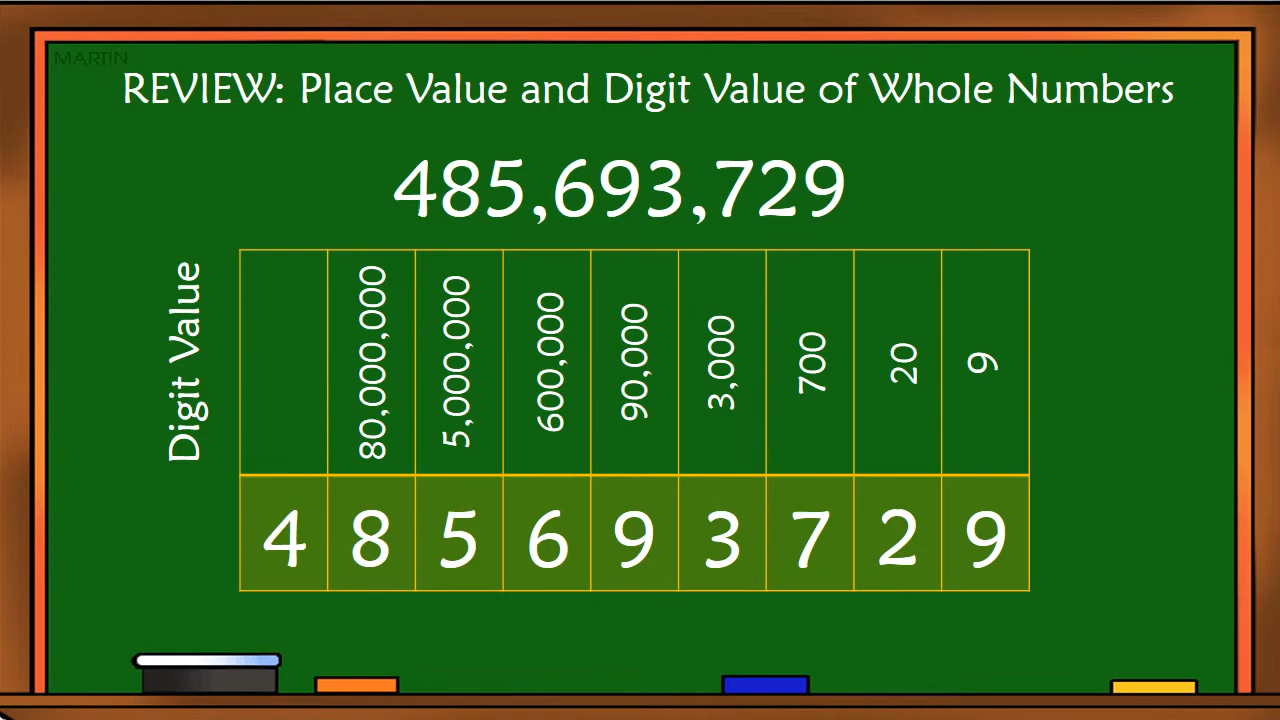 MARTIN
REVIEW: Place Value and Digit Value of Whole Numbers
485,693,729
Digit Value
80,000,000
5,000,000
600,000
90,000
3,000
700
20
9
4 8 5 6 9 3 7 2 9